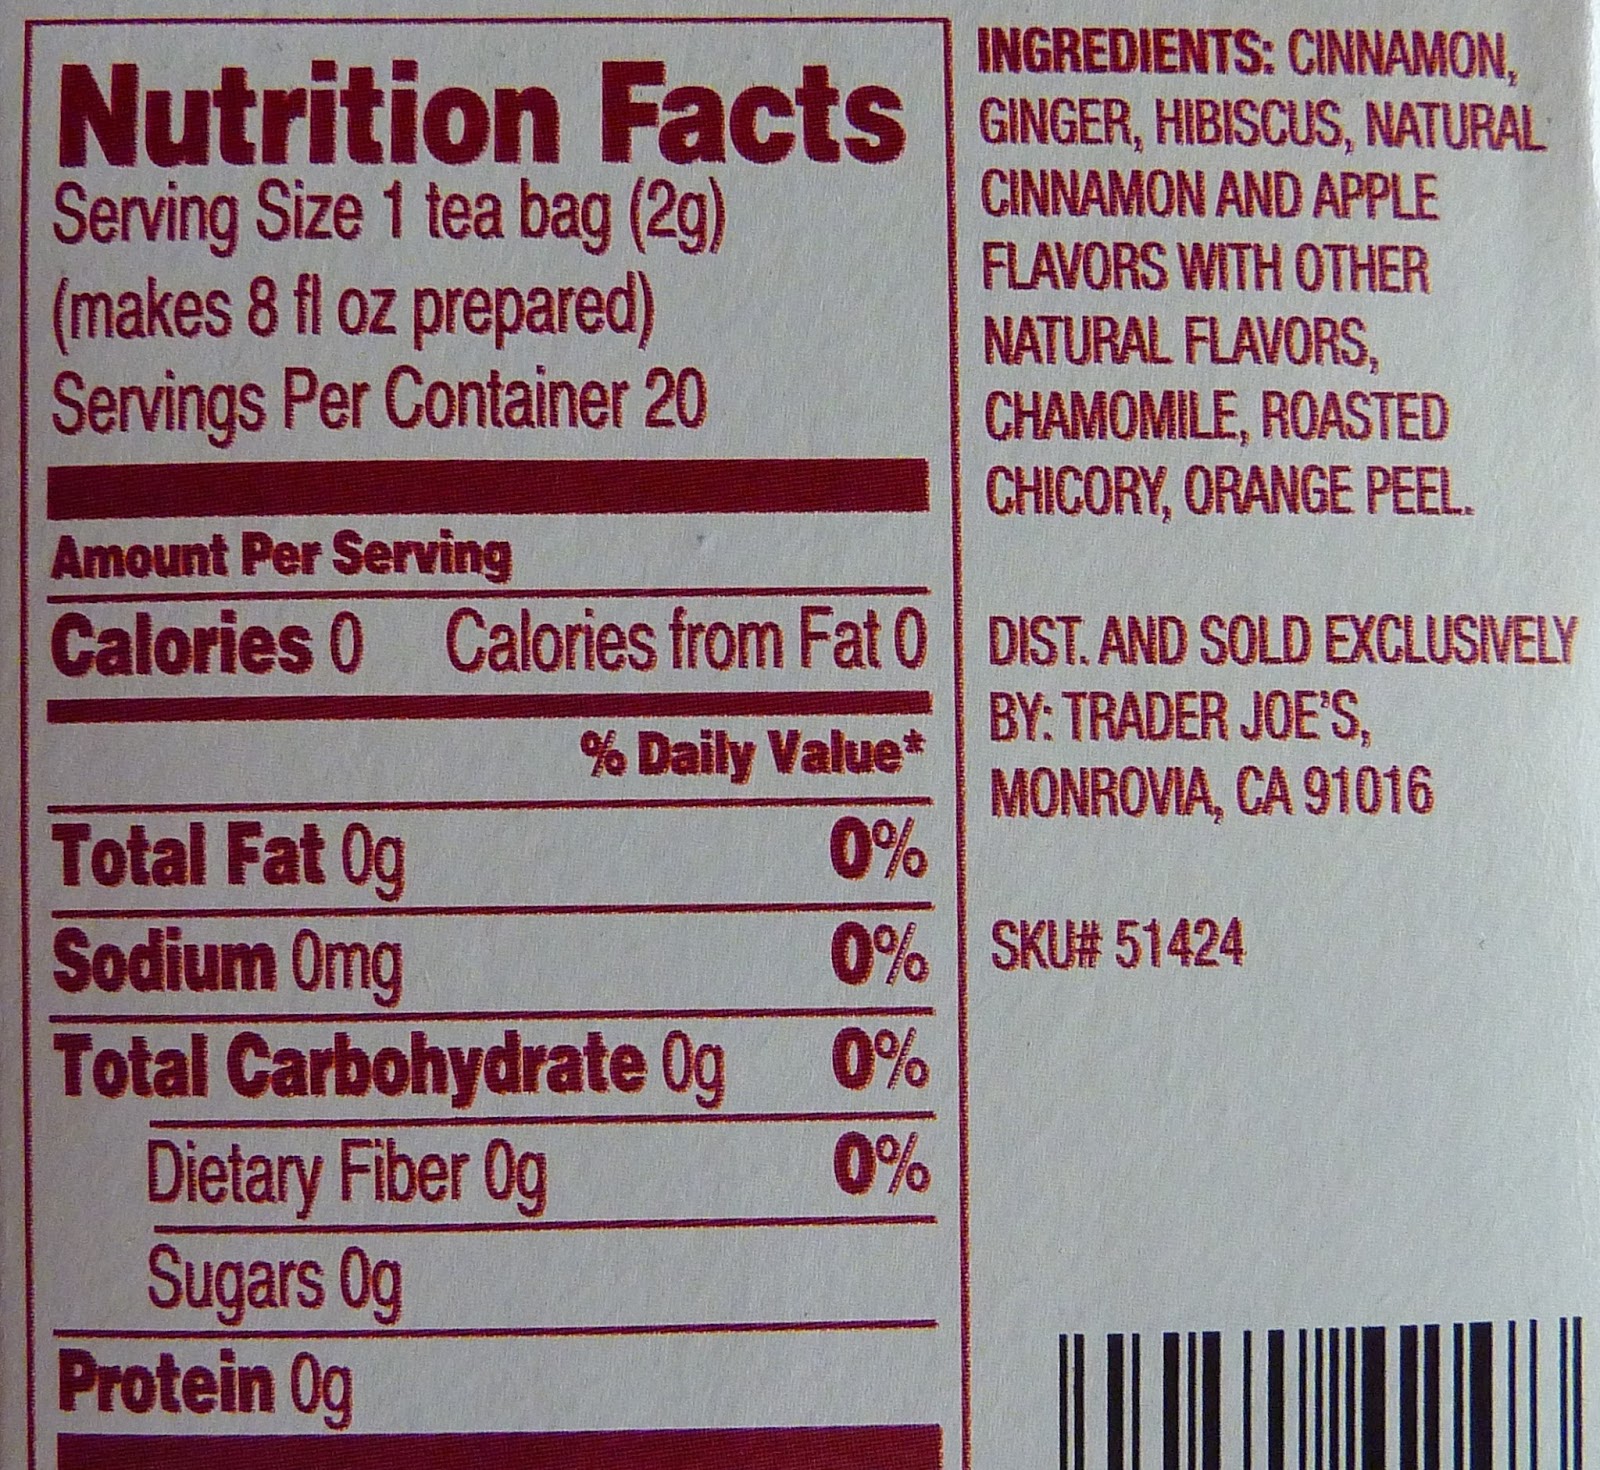 Nutrition Facts
Serving Size 1 tea bag (2g)
(makes 8 fl oz prepared)
Servings Per Container 20
Amount Per Serving
Calories 0 Calories from Fat 0
% Daily Value*
Total Fat 0g 0%
Sodium 0mg 0%
Total Carbohydrate 0g 0%
Dietary Fiber 0g 0%
Sugars 0g
Protein 0g
INGREDIENTS: CINNAMON,
GINGER, HIBISCUS, NATURAL
CINNAMON AND APPLE
FLAVORS WITH OTHER
NATURAL FLAVORS,
CHAMOMILE, ROASTED
CHICORY, ORANGE PEEL.
DIST. AND SOLD EXCLUSIVELY
BY: TRADER JOE'S,
MONROVIA, CA 91016
SKU# 51424